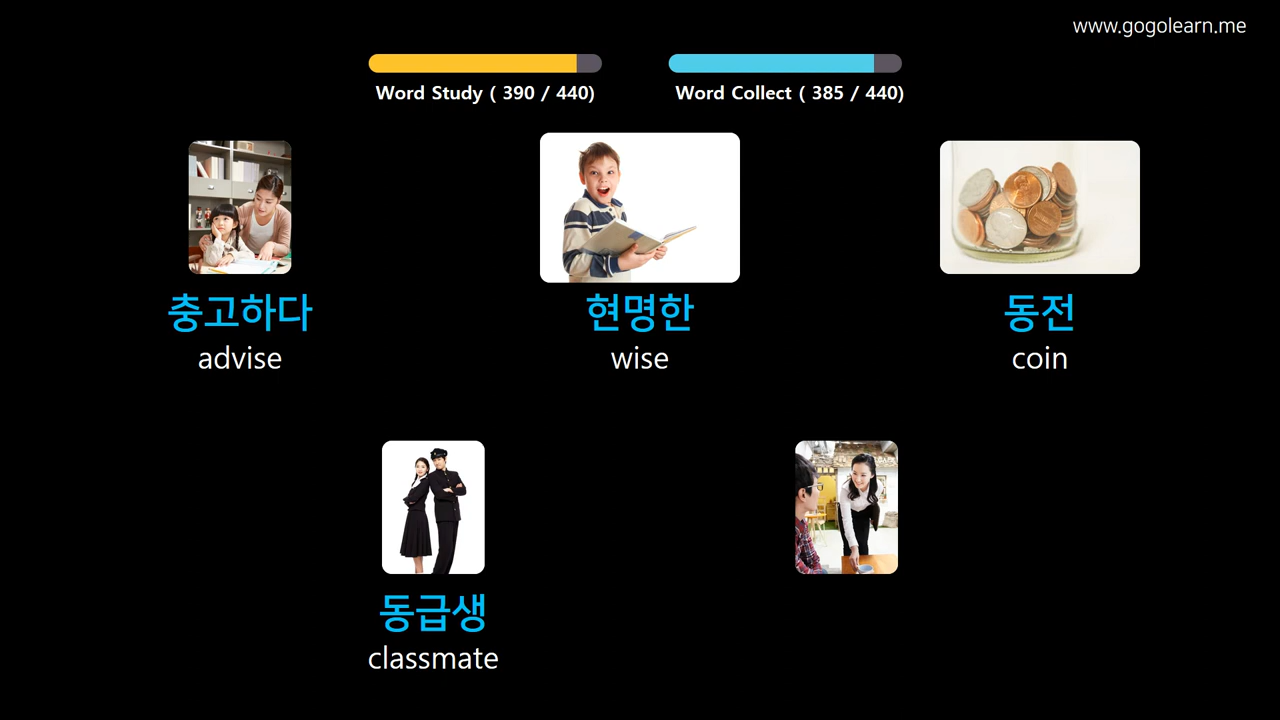 www.gogolearn.me
Word Study ( 390 / 440)
Word Collect ( 385 / 440)
충고하다
advise
현명한
wise
동전
coin
동급생
classmate